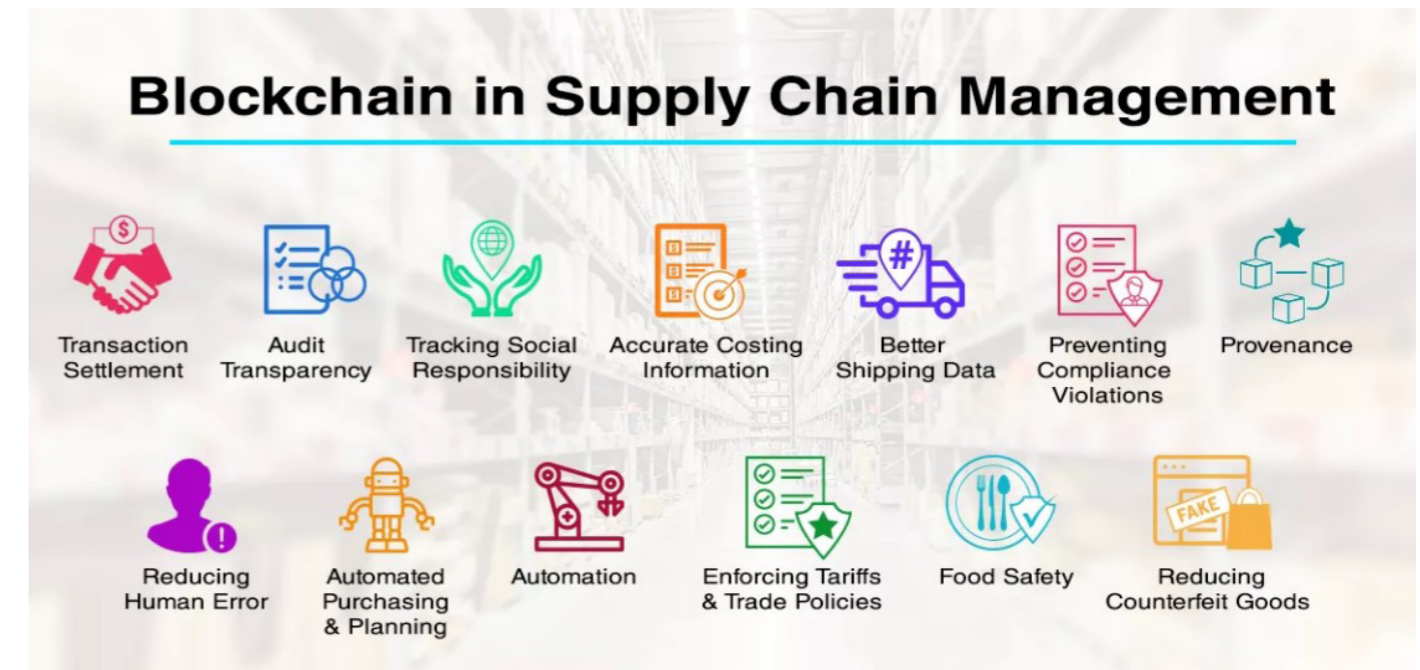 Blockchain in Supply Chain Management
$
#
Transaction
Settlement
Audit
Transparency
Tracking Social
Responsibility
$
$
$
Accurate Costing
Information
Better
Shipping Data
Preventing
Compliance
Violations
Provenance
!
Reducing
Human Error
Automated
Purchasing
& Planning
Automation
Enforcing Tariffs
& Trade Policies
Food Safety
FAKE
Reducing
Counterfeit Goods